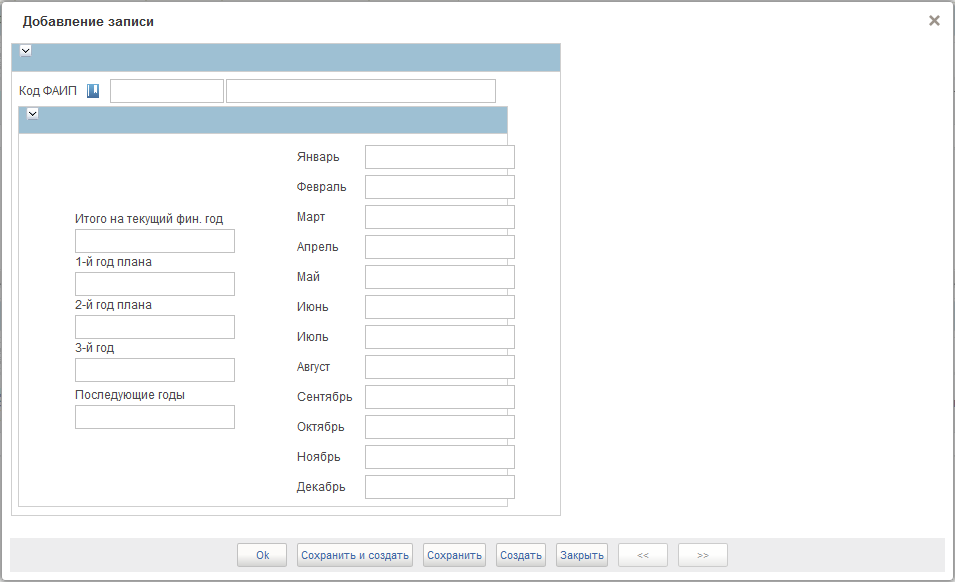 Добавление записи
Код ФАИП
Январь
Февраль
Март
Апрель
Май
Июнь
Июль
Август
Сентябрь
Октябрь
Ноябрь
Декабрь
Итого на текущий фин. год
1-й год плана
2-й год плана
3-й год
Последующие годы
Ok Сохранить и создать Сохранить Создать Закрыть << >>